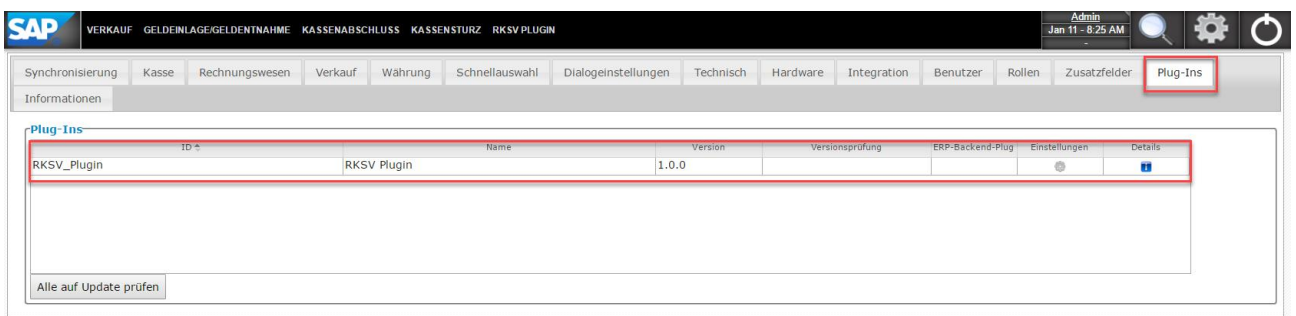 SAP VERKAUF GELDEINLAGE/GELDENTNAHME KASSENABSCHLUSS KASSENSTURZ RKSV PLUGIN Admin
Jan 11 - 8:25 AM
-
Synchronisierung Kasse Rechnungswesen Verkauf Währung Schnellauswahl Dialogeinstellungen Technisch Hardware Integration Benutzer Rollen Zusatzfelder Plug-Ins
Informationen
Plug-Ins
ID Name Version Versionsprüfung ERP-Backend-Plug Einstellungen Details
RKSV_Plugin RKSV Plugin 1.0.0
Alle auf Update prüfen